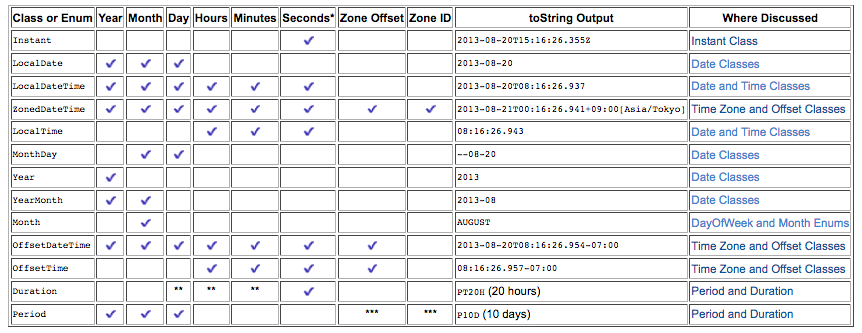 Class or Enum Year Month Day Hours Minutes Seconds* Zone Offset Zone ID toString Output Where Discussed
Instant ✔ 2013-08-20T15:16:26.355Z Instant Class
LocalDate ✔ ✔ ✔ 2013-08-20 Date Classes
LocalDateTime ✔ ✔ ✔ ✔ ✔ ✔ 2013-08-20T08:16:26.937 Date and Time Classes
ZonedDateTime ✔ ✔ ✔ ✔ ✔ ✔ ✔ ✔ 2013-08-21T00:16:26.941+09:00[Asia/Tokyo] Time Zone and Offset Classes
LocalTime ✔ ✔ ✔ 08:16:26.943 Date and Time Classes
MonthDay ✔ ✔ --08-20 Date Classes
Year ✔ 2013 Date Classes
YearMonth ✔ ✔ 2013-08 Date Classes
Month ✔ AUGUST DayOfWeek and Month Enums
OffsetDateTime ✔ ✔ ✔ ✔ ✔ ✔ ✔ 2013-08-20T08:16:26.954-07:00 Time Zone and Offset Classes
OffsetTime ✔ ✔ ✔ ✔ 08:16:26.957-07:00 Time Zone and Offset Classes
Duration ** ** ** ✔ PT20H (20 hours) Period and Duration
Period ✔ ✔ ✔ *** *** P10D (10 days) Period and Duration